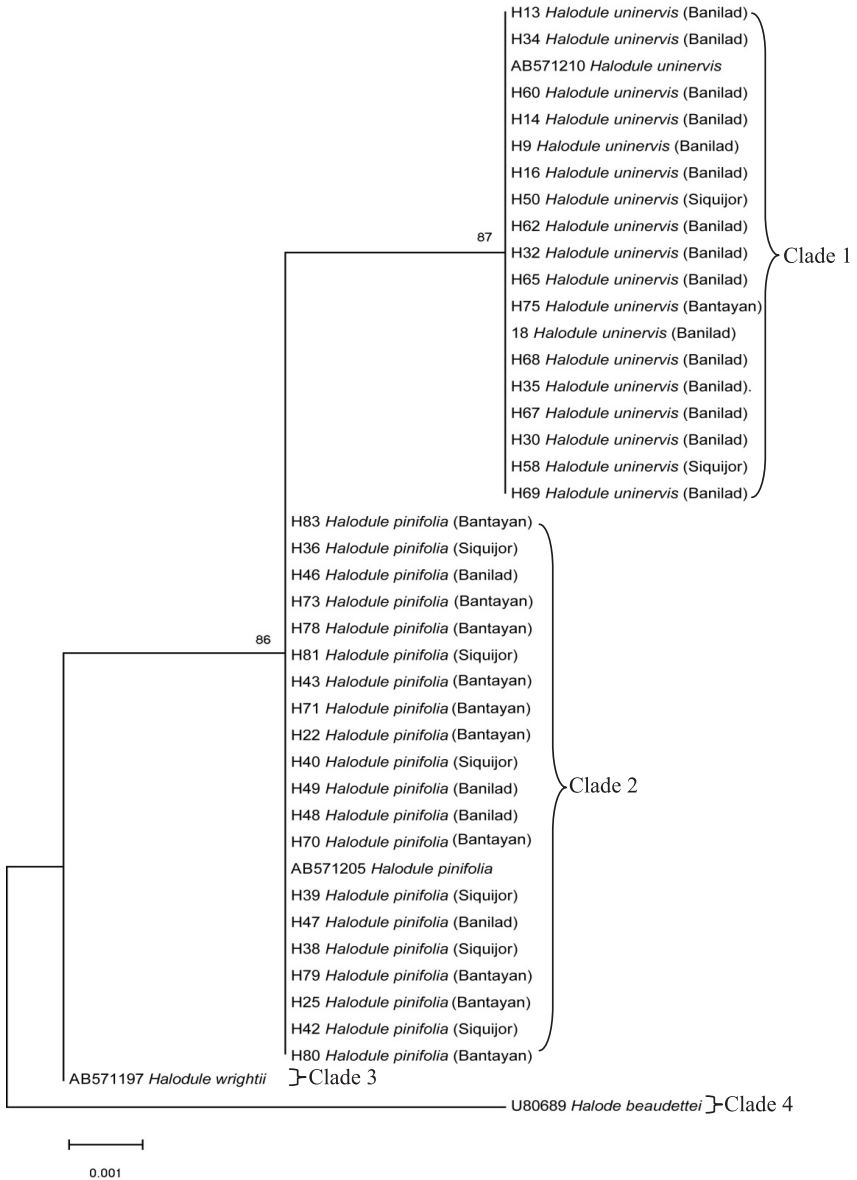 H13 Halodule uninervis (Banilad)
H34 Halodule uninervis (Banilad)
AB571210 Halodule uninervis
H60 Halodule uninervis (Banilad)
H14 Halodule uninervis (Banilad)
H9 Halodule uninervis (Banilad)
H16 Halodule uninervis (Banilad)
H50 Halodule uninervis (Siquijor)
H62 Halodule uninervis (Banilad)
87
H32 Halodule uninervis (Banilad)
Clade 1
H65 Halodule uninervis (Banilad)
H75 Halodule uninervis (Bantayan)
18 Halodule uninervis (Banilad)
H68 Halodule uninervis (Banilad)
H35 Halodule uninervis (Banilad).
H67 Halodule uninervis (Banilad)
H30 Halodule uninervis (Banilad)
H58 Halodule uninervis (Siquijor)
H69 Halodule uninervis (Banilad)
H83 Halodule pinifolia (Bantayan)
H36 Halodule pinifolia (Siquijor)
H46 Halodule pinifolia (Banilad)
H73 Halodule pinifolia (Bantayan)
H78 Halodule pinifolia (Bantayan)
86
H81 Halodule pinifolia (Siquijor)
H43 Halodule pinifolia (Bantayan)
H71 Halodule pinifolia (Bantayan)
H22 Halodule pinifolia (Bantayan)
H40 Halodule pinifolia (Siquijor)
H49 Halodule pinifolia (Banilad)
Clade 2
H48 Halodule pinifolia (Banilad)
H70 Halodule pinifolia (Bantayan)
AB571205 Halodule pinifolia
H39 Halodule pinifolia (Siquijor)
H47 Halodule pinifolia (Banilad)
H38 Halodule pinifolia (Siquijor)
H79 Halodule pinifolia (Bantayan)
H25 Halodule pinifolia (Bantayan)
H42 Halodule pinifolia (Siquijor)
H80 Halodule pinifolia (Bantayan)
AB571197 Halodule wrightii
Clade 3
U80689 Halode beaudettei
Clade 4
0.001